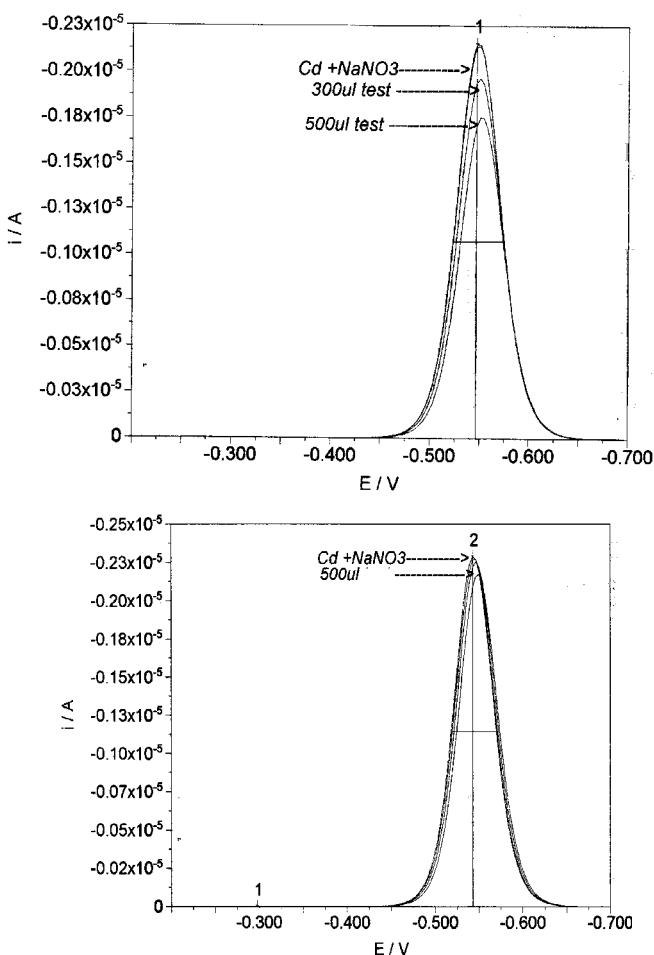 -0.23x10-5
1
-0.20x10-5
Cd +NaNO3
300ul test
-0.18x10-5
500ul test
-0.15x10-5
-0.13x10-5
i / A
-0.10x10-5
-0.08x10-5
-0.05x10-5
-0.03x10-5
0
-0.300 -0.400 -0.500 -0.600 -0.700
E / V
-0.25x10-5
2
-0.23x10-5
Cd +NaNO3
500ul
-0.20x10-5
-0.18x10-5
-0.15x10-5
i / A
-0.13x10-5
-0.10x10-5
-0.07x10-5
-0.05x10-5
-0.02x10-5
1
0
-0.300 -0.400 -0.500 -0.600 -0.700
E / V